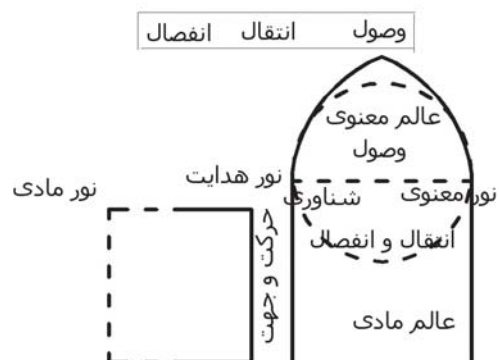 وصول انتقال انفصال
عالم معنوی
وصول
نور هدایت
نور مادی
نور معنوی
شناوری
انتقال و انفصال
حرکت و جهت
عالم مادی